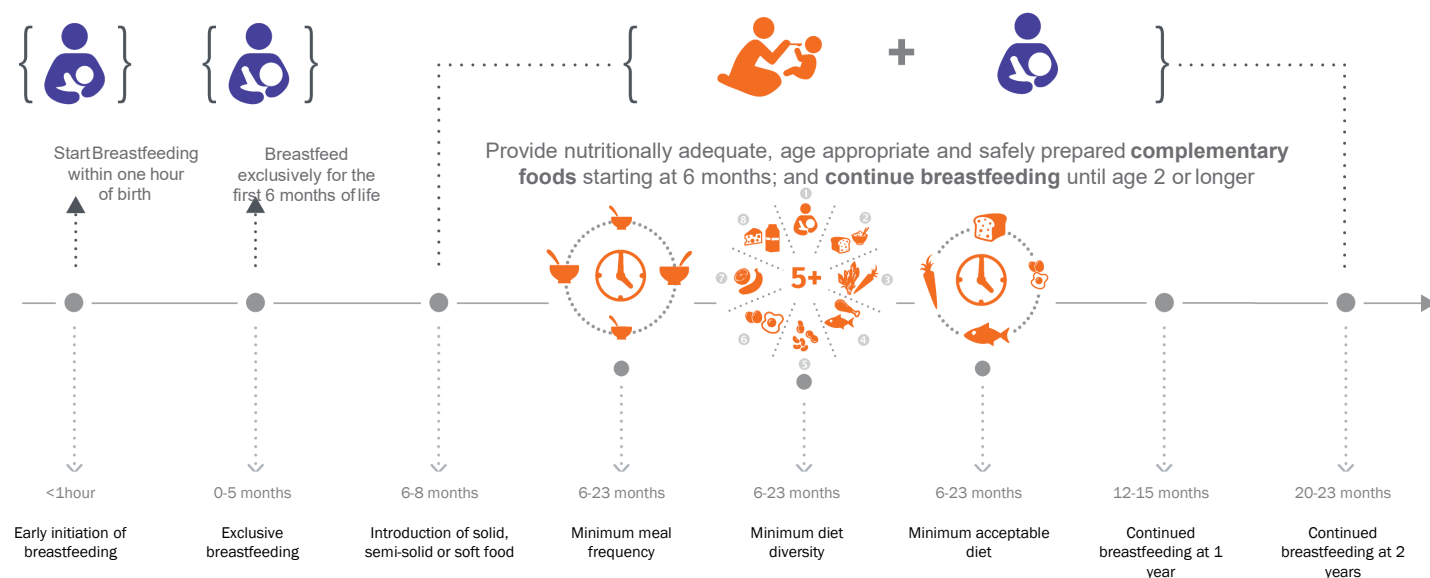 Start Breastfeeding
within one hour
of birth
Breastfeed
exclusively for the
first 6 months of life
Provide nutritionally adequate, age appropriate and safely prepared complementary
foods starting at 6 months; and continue breastfeeding until age 2 or longer
1
2
3
4
5
6
7
8
5+
<1hour
0-5 months
6-8 months
6-23 months
6-23 months
6-23 months
12-15 months
20-23 months
Early initiation of
breastfeeding
Exclusive
breastfeeding
Introduction of solid,
semi-solid or soft food
Minimum meal
frequency
Minimum diet
diversity
Minimum acceptable
diet
Continued
breastfeeding at 1
year
Continued
breastfeeding at 2
years